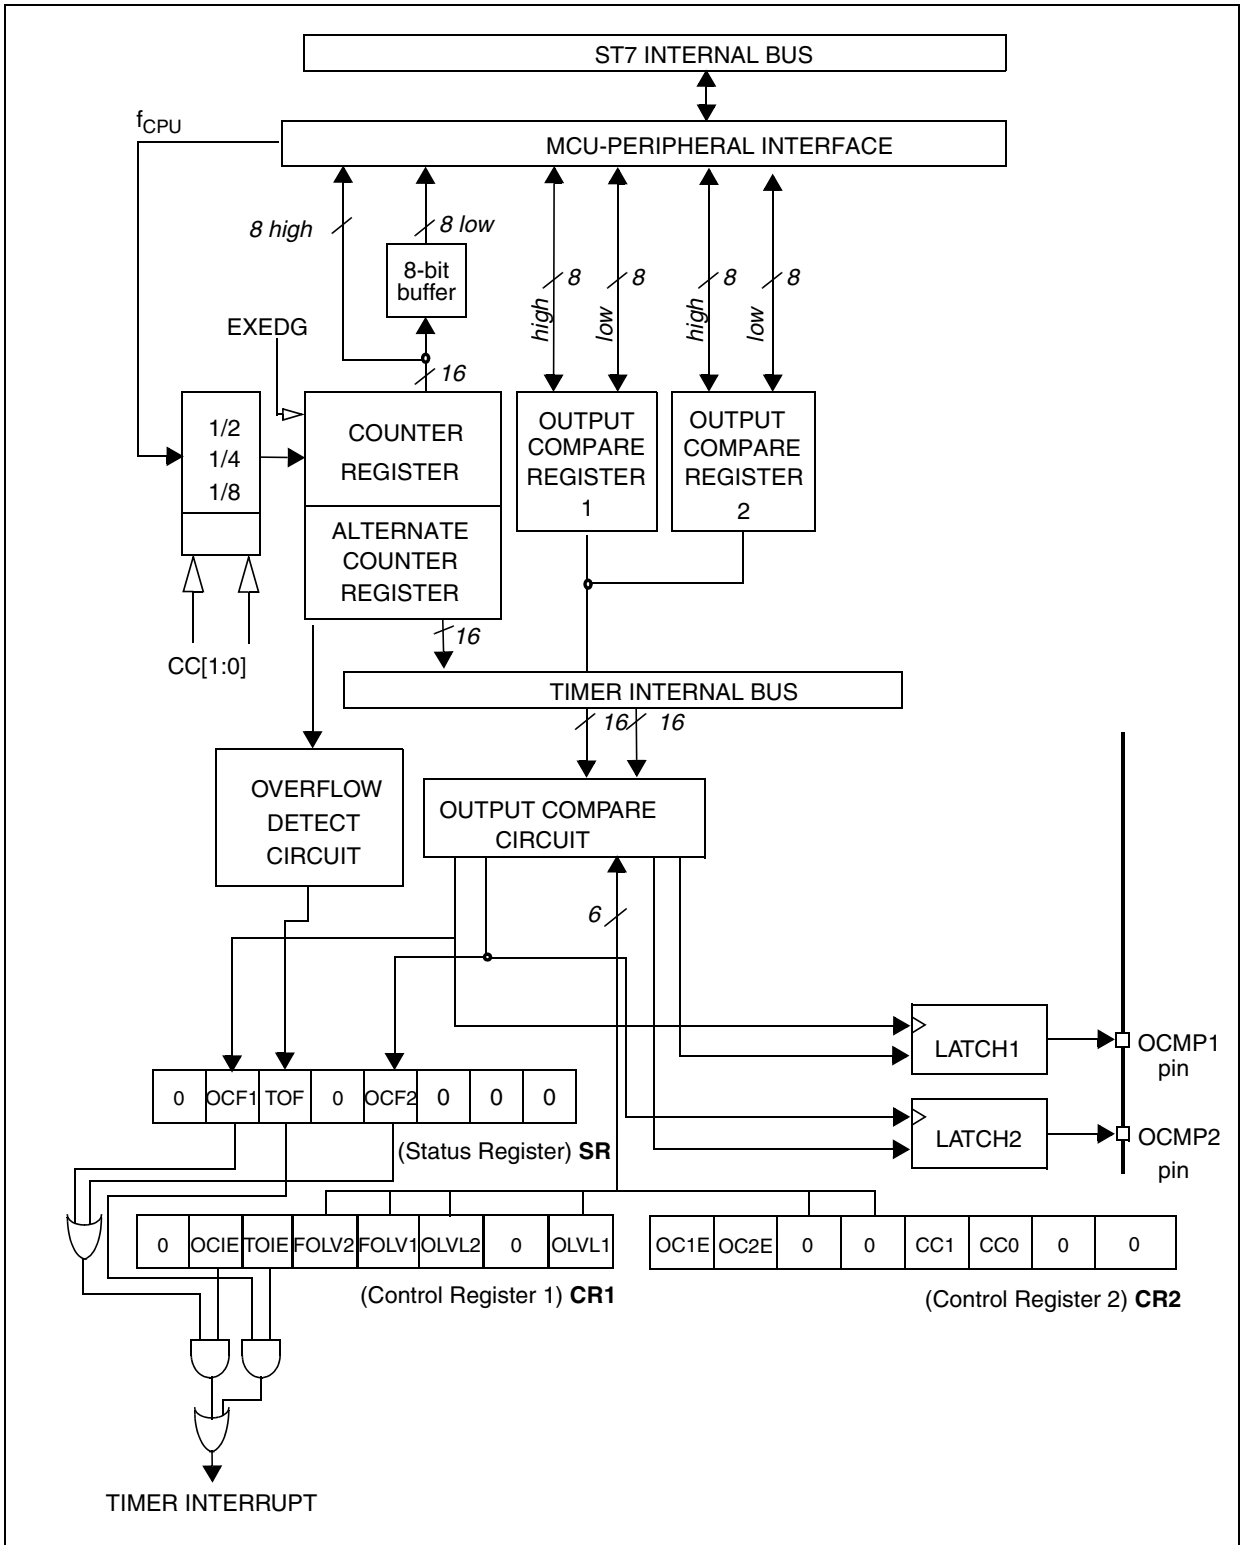 ST7 INTERNAL BUS
fCPU
MCU-PERIPHERAL INTERFACE
8 high
8 low
8-bit
buffer
8
8
8
8
high
low
high
low
EXEDG
16
1/2
1/4
1/8
COUNTER
REGISTER
OUTPUT
COMPARE
REGISTER
1
OUTPUT
COMPARE
REGISTER
2
ALTERNATE
COUNTER
REGISTER
16
CC[1:0]
TIMER INTERNAL BUS
16
16
OVERFLOW
DETECT
CIRCUIT
OUTPUT COMPARE
CIRCUIT
6
LATCH1
OCMP1
pin
LATCH2
OCMP2
pin
0 OCF1 TOF 0 OCF2 0 0 0
(Status Register) SR
0 OCIE TOIE FOLV2 FOLV1 OLVL2 0 OLVL1
OC1E OC2E 0 0 CC1 CC0 0 0
(Control Register 1) CR1
(Control Register 2) CR2
TIMER INTERRUPT